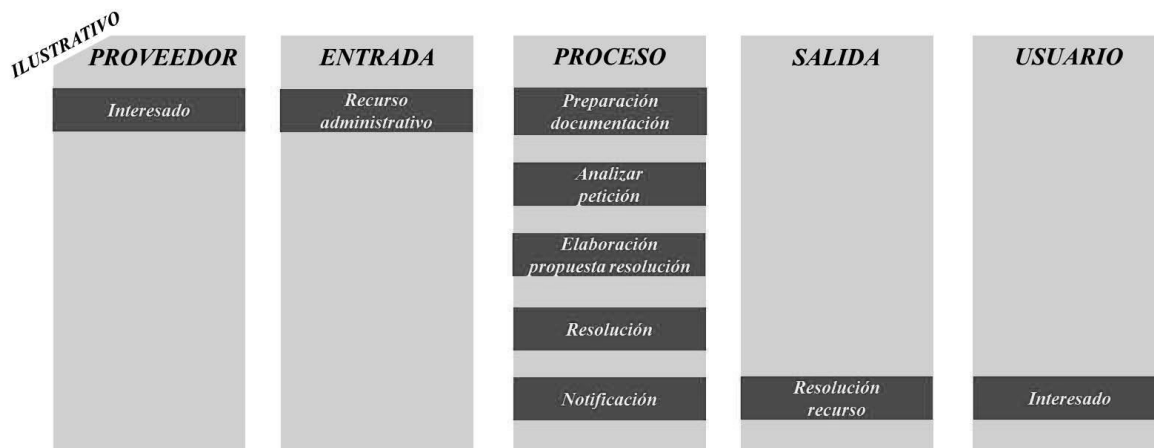 ILUSTRATIVO
PROVEEDOR
Interesado
ENTRADA
Recurso
administrativo
PROCESO
Preparación
documentación
Analizar
petición
Elaboración
propuesta resolución
Resolución
Notificación
SALIDA
Resolución
recurso
USUARIO
Interesado